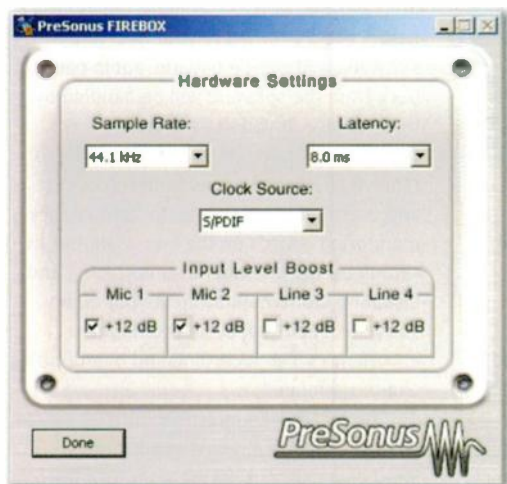 PreSonus FIREBOX
Hardware Settings
Sample Rate:
Latency:
44.1 kHz
8.0 ms
Clock Source:
S/PDIF
Input Level Boost
Mic 1
Mic 2
Line 3
Line 4
+12 dB
+12 dB
+12 dB
+12 dB
Done
PreSonus